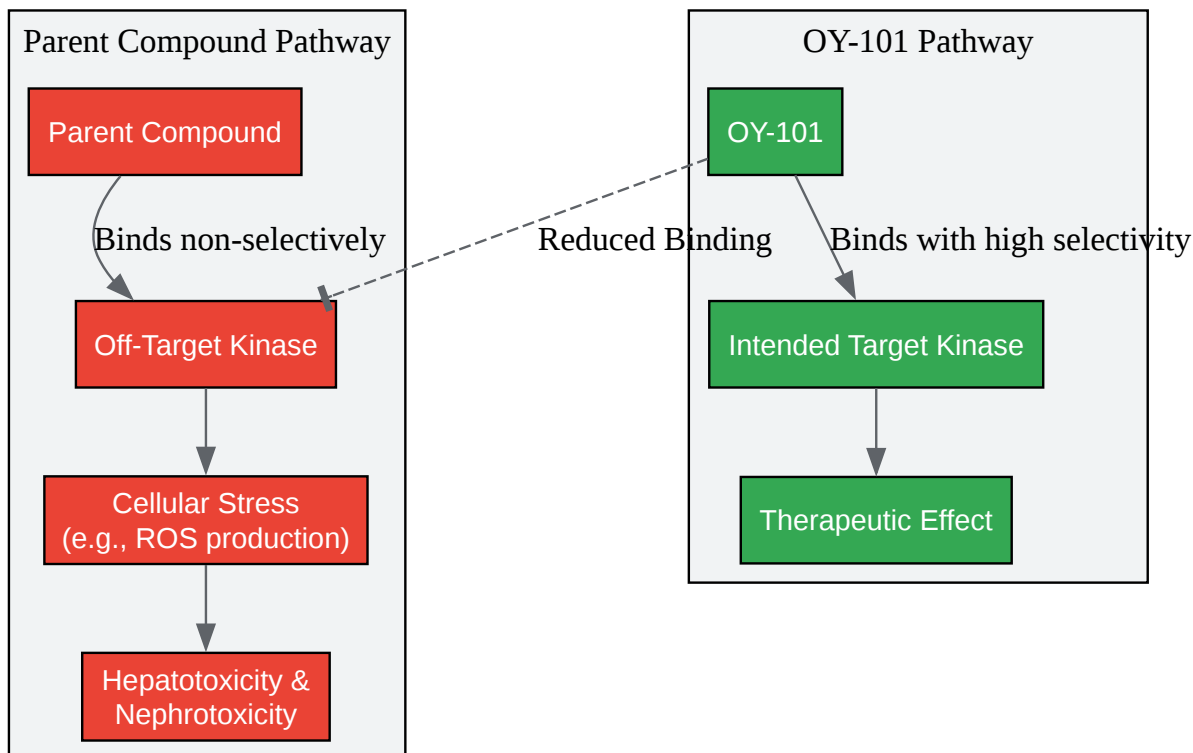 Parent Compound Pathway
Parent Compound
Binds non-selectively
Off-Target Kinase
Cellular Stress
(e.g., ROS production)
Hepatotoxicity &
Nephrotoxicity
OY-101 Pathway
OY-101
Reduced Binding
Binds with high selectivity
Intended Target Kinase
Therapeutic Effect